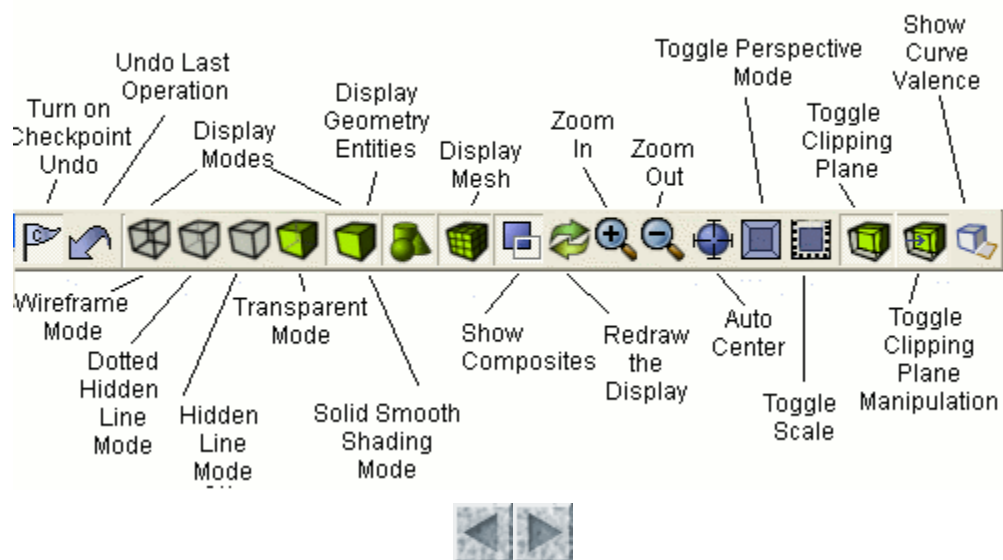 Turn on
Checkpoint
Undo
Undo Last
Operation
Display
Modes
Display
Geometry
Entities
Display
Mesh
Zoom
In
Zoom
Out
Toggle Perspective
Mode
Toggle
Clipping
Plane
Show
Curve
Valence
C
Wireframe
Mode
Dotted
Hidden
Line
Mode
Hidden
Line
Mode
Transparent
Mode
Solid Smooth
Shading
Mode
Show
Composites
Redraw
the
Display
Auto
Center
Toggle
Scale
Toggle
Clipping
Plane
Manipulation